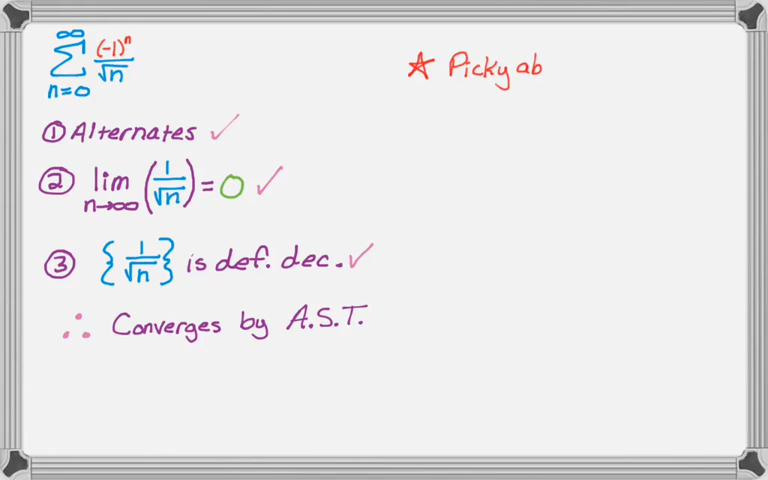 ∞
∑ (-1)ⁿ/√n
n=0
★ Picky ab
① Alternates ✓
② lim n→∞ (1/√n) = 0 ✓
③ {1/√n} is def. dec. ✓
∴ Converges by A.S.T.